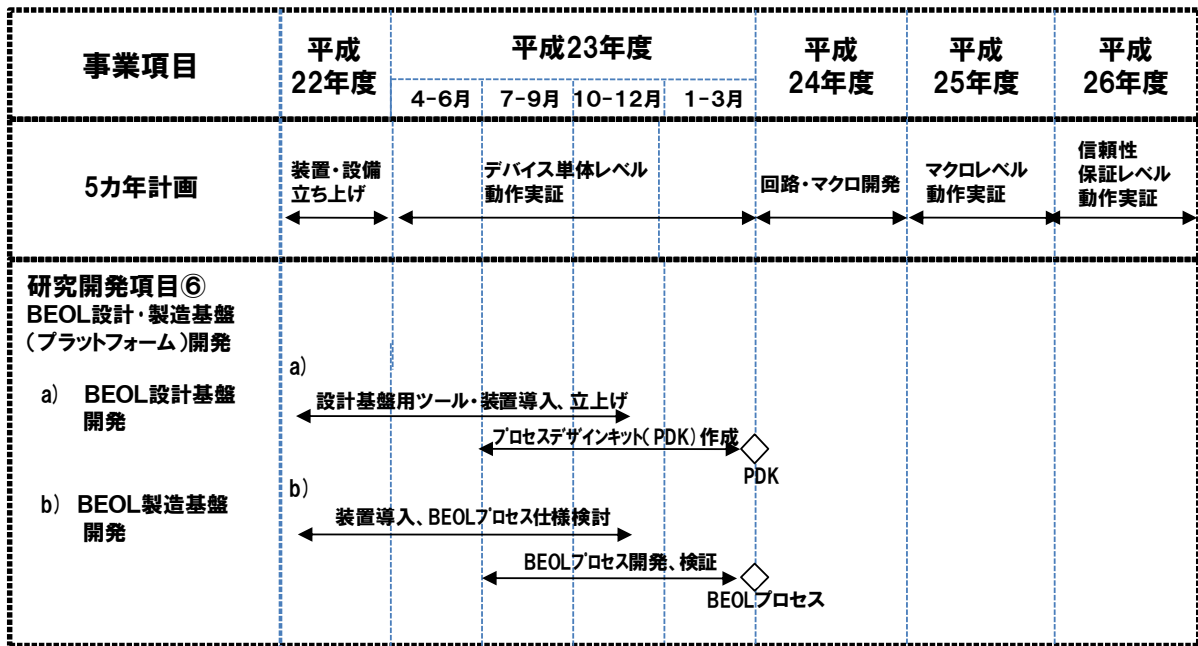 事業項目
平成
22年度
平成23年度
4-6月
7-9月
10-12月
1-3月
平成
24年度
平成
25年度
平成
26年度
5カ年計画
装置・設備
立ち上げ
デバイス単体レベル
動作実証
回路・マクロ開発
マクロレベル
動作実証
信頼性
保証レベル
動作実証
研究開発項目⑥
BEOL設計・製造基盤
(プラットフォーム)開発
a) BEOL設計基盤
開発
a)
設計基盤用ツール・装置導入、立上げ
プロセスデザインキット(PDK)作成
PDK
b) BEOL製造基盤
開発
b)
装置導入、BEOLプロセス仕様検討
BEOLプロセス開発、検証
BEOLプロセス